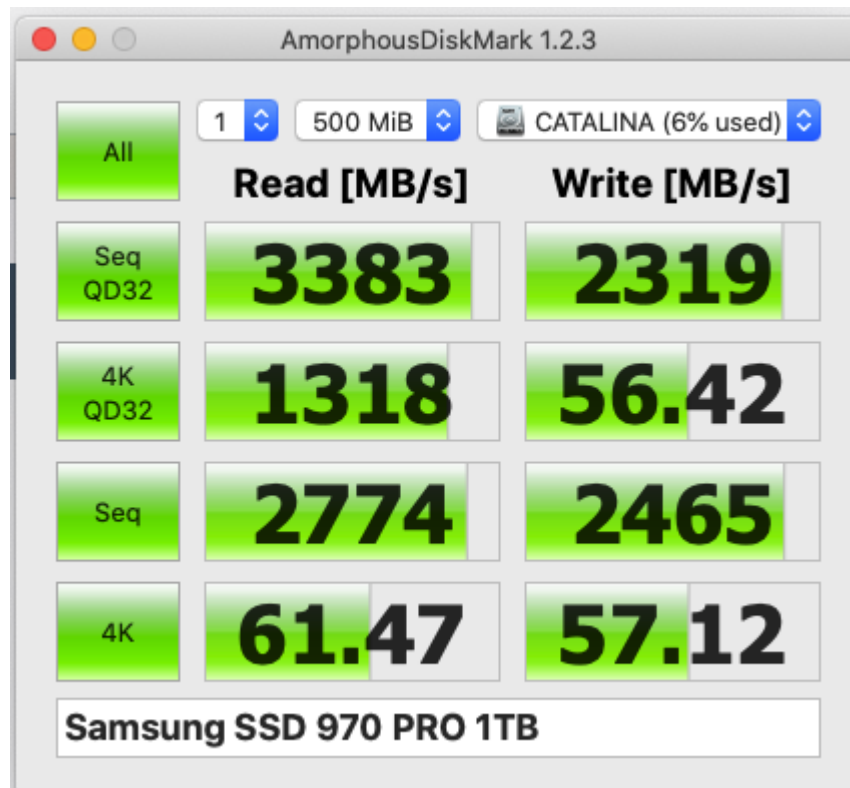 AmorphousDiskMark 1.2.3
All
1
500 MiB
CATALINA (6% used)
Read [MB/s] Write [MB/s]
Seq
QD32
3383 2319
4K
QD32
1318 56.42
Seq 2774 2465
4K 61.47 57.12
Samsung SSD 970 PRO 1TB